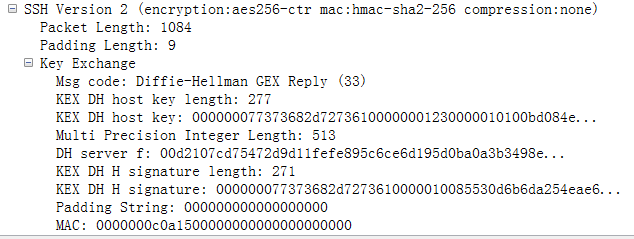 SSH Version 2 (encryption:aes256-ctr mac:hmac-sha2-256 compression:none)
Packet Length: 1084
Padding Length: 9
Key Exchange
Msg code: Diffie-Hellman GEX Reply (33)
KEX DH host key length: 277
KEX DH host key: 000000077373682d72736100000001230000010100bd084e...
Multi Precision Integer Length: 513
DH server f: 00d2107cd75472d9d11fefe895c6ce6d195d0ba0a3b3498e...
KEX DH H signature length: 271
KEX DH H signature: 000000077373682d7273610000010085530d6b6da254eae6...
Padding String: 000000000000000000
MAC: 0000000c0a1500000000000000000000